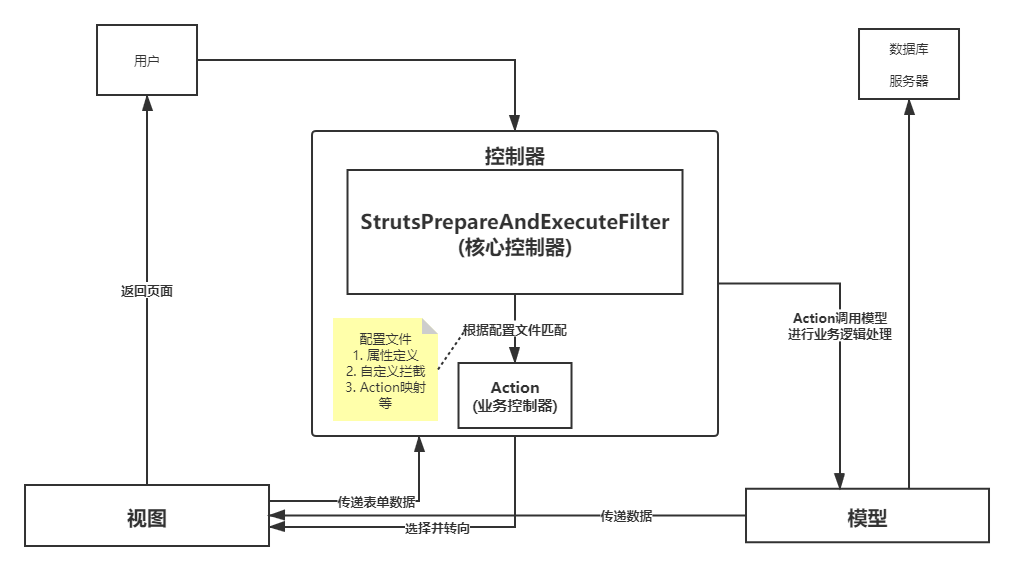 用户
数据库
服务器
控制器
StrutsPrepareAndExecuteFilter
(核心控制器)
返回页面
根据配置文件匹配
Action调用模型
进行业务逻辑处理
配置文件
1. 属性定义
2. 自定义拦截
3. Action映射
等
Action
(业务控制器)
传递表单数据
视图
传递数据
模型
选择并转向